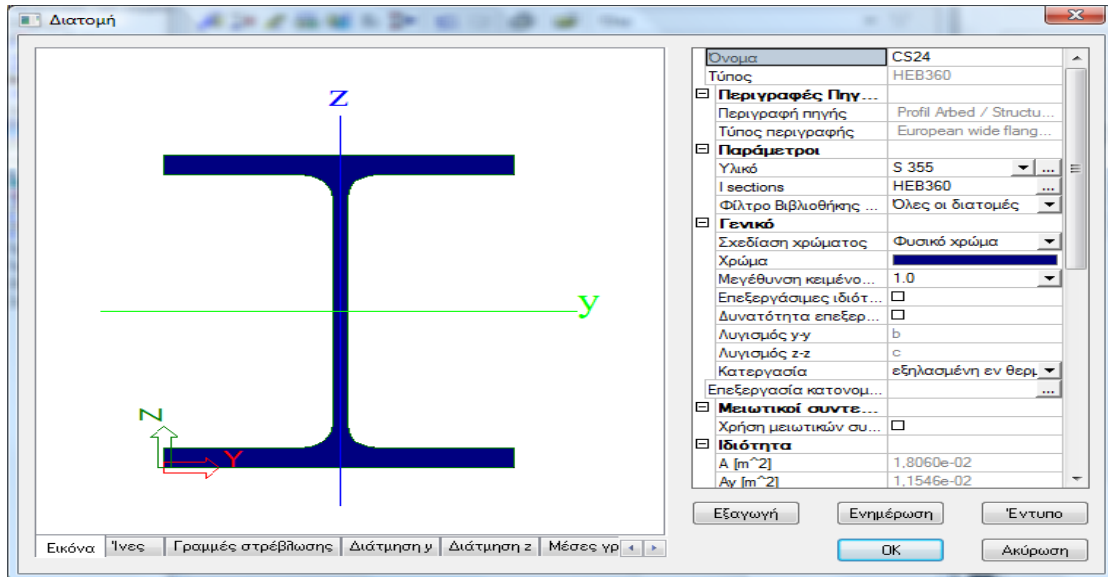 Διατομή
z
y
Z
Y
Εικόνα Ίνες Γραμμές στρέβλωσης Διάτμηση y Διάτμηση z Μέσες γρ
Όνομα CS24
Τύπος HEB360
Περιγραφές Πηγ...
Περιγραφή πηγής Profil Arbed / Structu...
Τύπος περιγραφής European wide flang...
Παράμετροι
Υλικό S 355 ...
I sections HEB360 ...
Φίλτρο Βιβλιοθήκης ... Όλες οι διατομές
Γενικό
Σχεδίαση χρώματος Φυσικό χρώμα
Χρώμα
Μεγέθυνση κειμένο... 1.0
Επεξεργάσιμες ιδιότ...
Δυνατότητα επεξερ...
Λυγισμός y-y b
Λυγισμός z-z c
Κατεργασία εξηλασμένη εν θερμ
Επεξεργασία κατονομ... ...
Μειωτικοί συντε...
Χρήση μειωτικών συ...
Ιδιότητα
A [m^2] 1,8060e-02
Ay [m^2] 1,1546e-02
Εξαγωγή Ενημέρωση Έντυπο
OK Ακύρωση